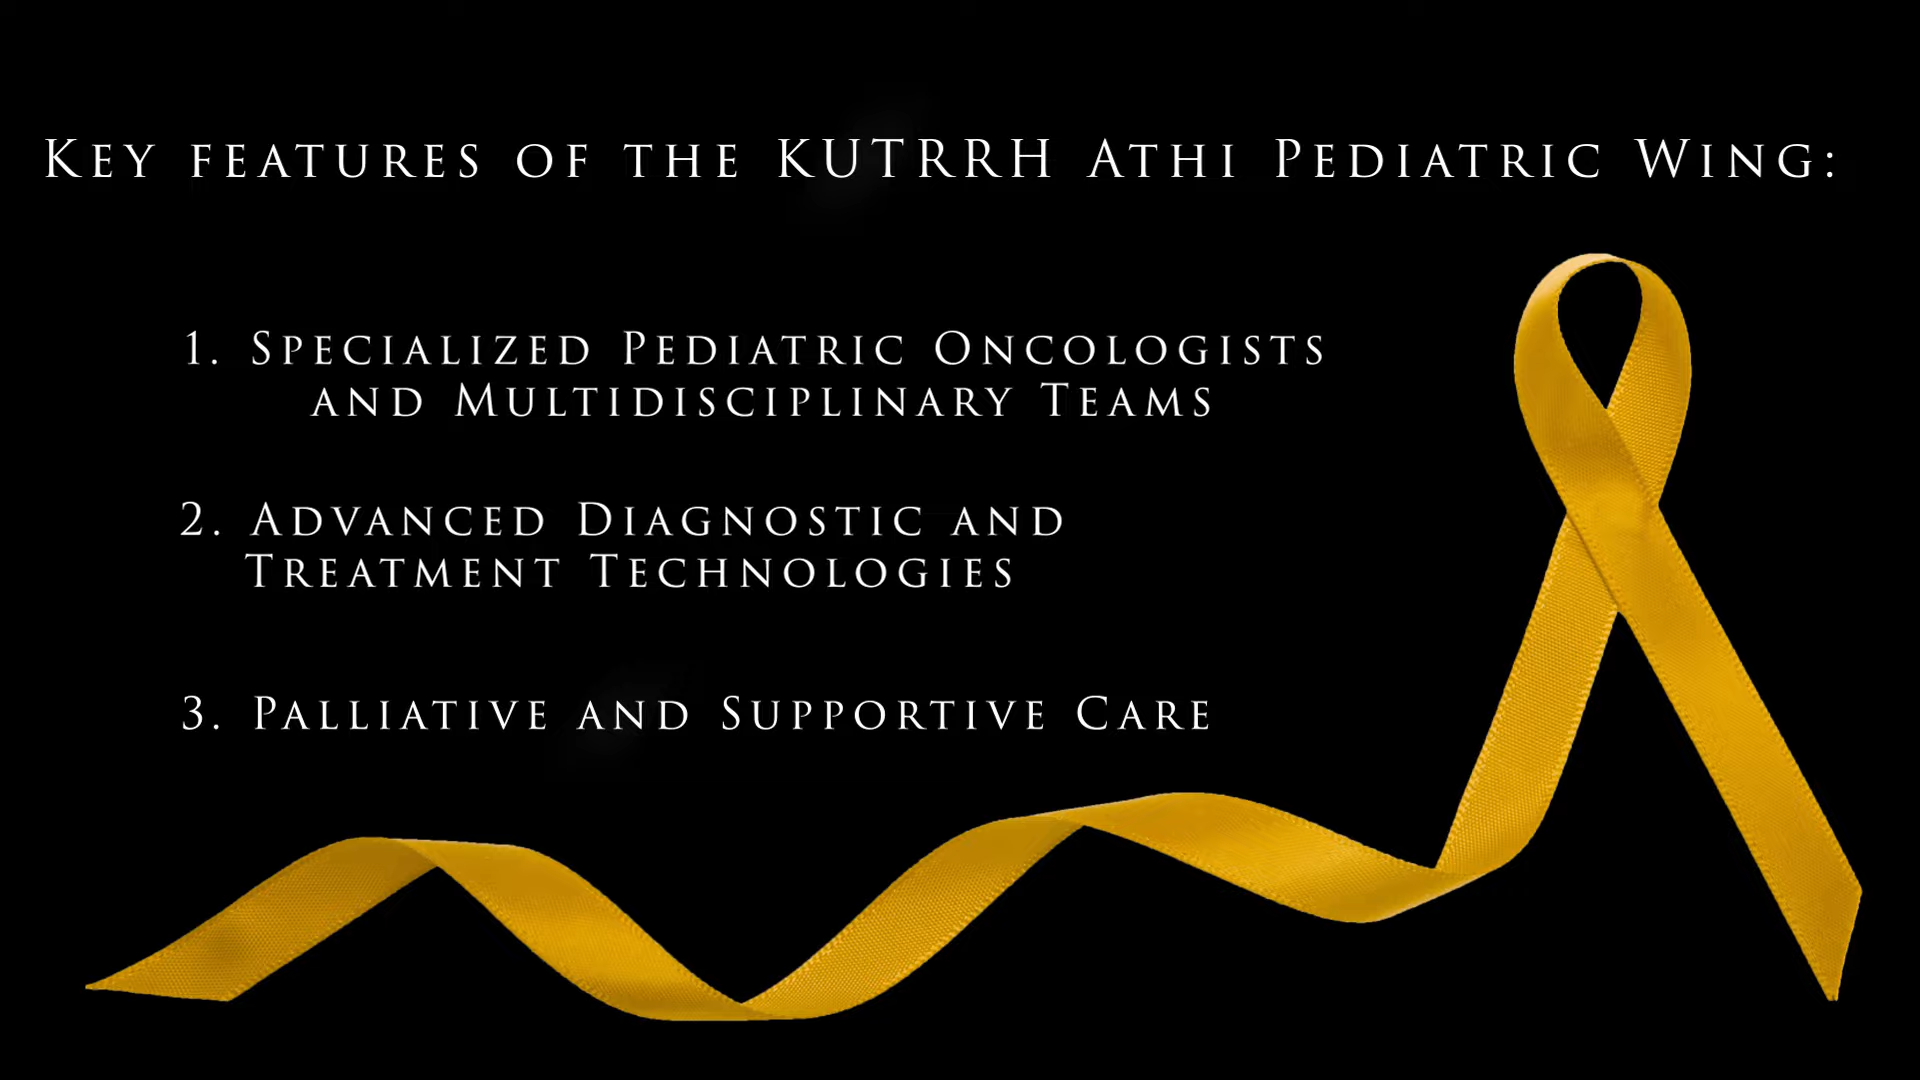 Key features of the KUTRRH Athi Pediatric Wing:
1. Specialized Pediatric Oncologists
and Multidisciplinary Teams
2. Advanced Diagnostic and
Treatment Technologies
3. Palliative and Supportive Care